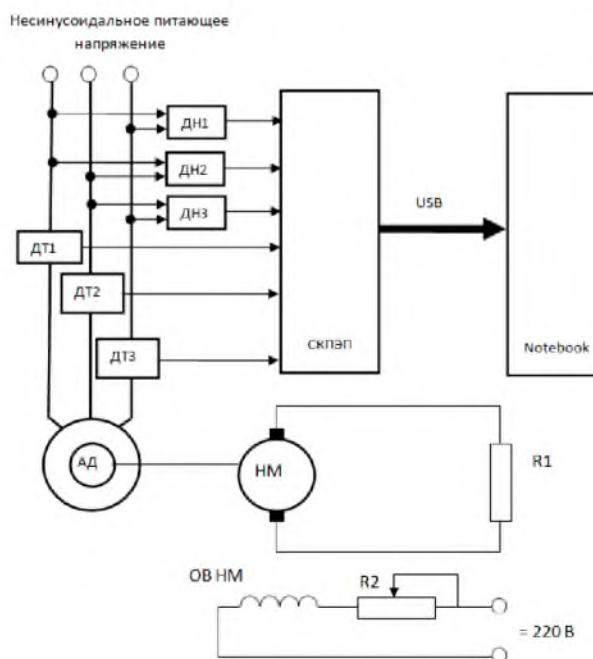 Несинусоидальное питающее
напряжение
ДН1
ДН2
ДН3
USB
ДТ1
ДТ2
ДТ3
СКПЭП
Notebook
АД
НМ
R1
ОВ НМ
R2
= 220 В